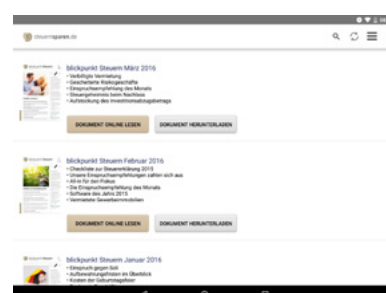 steuernsparen.de
blickpunkt Steuern März 2016
- Verbilligte Vermietung
- Gescheiterte Risikogeschäfte
- Einspruchsempfehlung des Monats
- Steuergeheimnis beim Nachlass
- Aufstockung des Investitionsabzugsbetrags
DOKUMENT ONLINE LESEN
DOKUMENT HERUNTERLADEN
blickpunkt Steuern Februar 2016
- Checkliste zur Steuererklärung 2015
- Unsere Einspruchsempfehlungen zahlen sich aus
- All-in für den Fiskus
- Die Einspruchsempfehlung des Monats
- Software des Jahrs 2015
- Vermietete Gewerbeimmobilien
DOKUMENT ONLINE LESEN
DOKUMENT HERUNTERLADEN
blickpunkt Steuern Januar 2016
- Einspruch gegen Soli
- Aufbewahrungsfristen im Überblick
- Kosten der Geburtstagsfeier